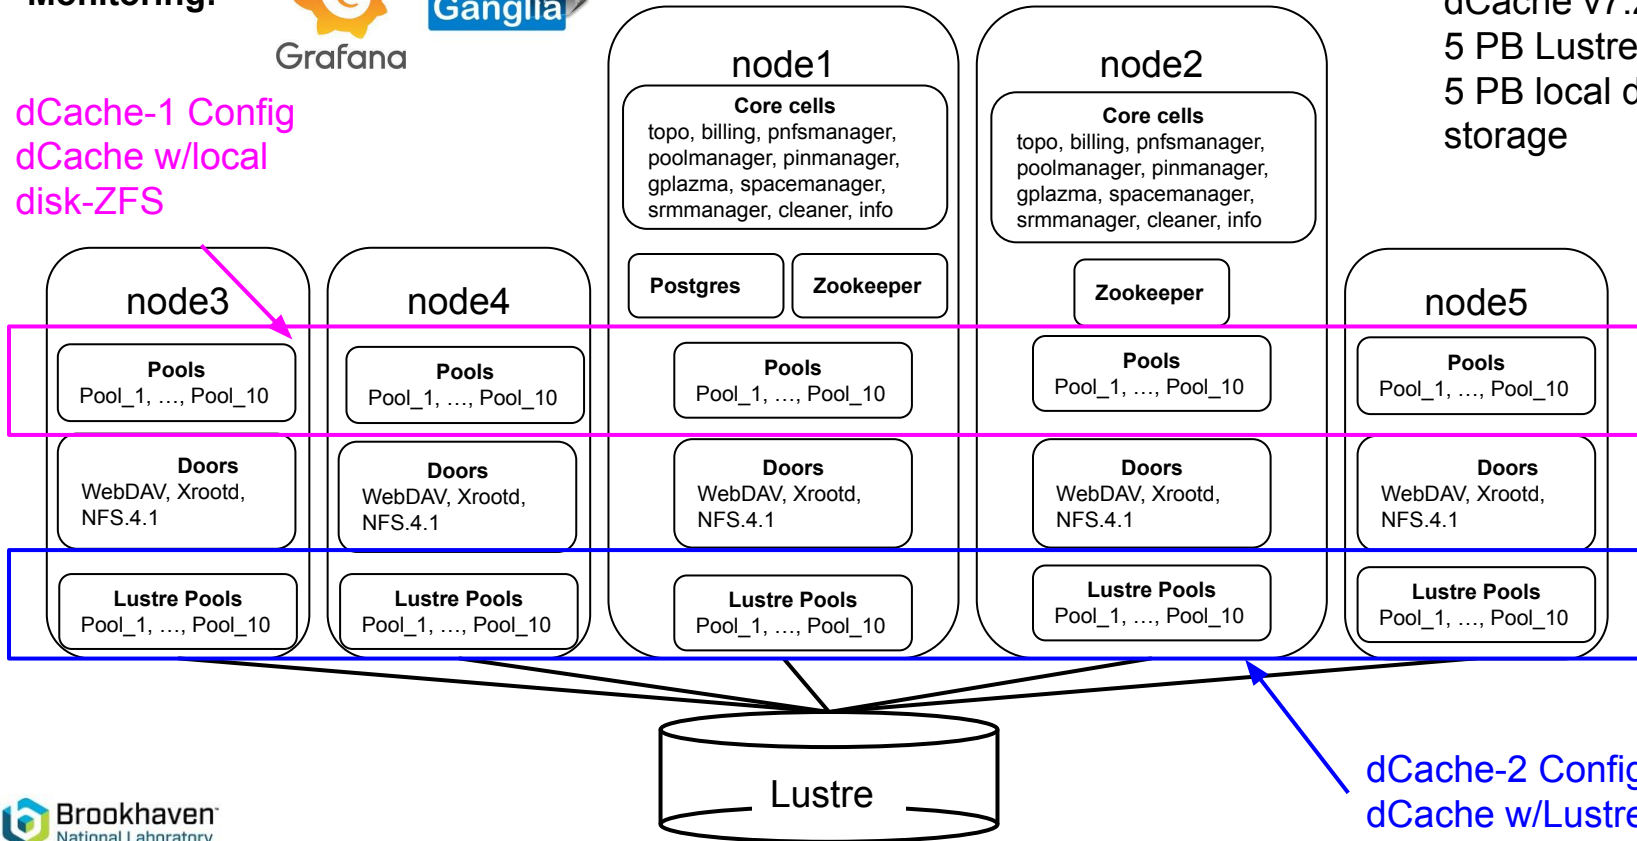 Monitoring:
Grafana
Ganglia
dCache v7.2
5 PB Lustre
5 PB local d
storage
dCache-1 Config
dCache w/local
disk-ZFS
node1
Core cells
topo, billing, pnfsmanager,
poolmanager, pinmanager,
gplazma, spacemanager,
srmmanager, cleaner, info
Postgres
Zookeeper
node2
Core cells
topo, billing, pnfsmanager,
poolmanager, pinmanager,
gplazma, spacemanager,
srmmanager, cleaner, info
Zookeeper
node3
node4
node5
Pools
Pool_1, …, Pool_10
Pools
Pool_1, …, Pool_10
Pools
Pool_1, …, Pool_10
Pools
Pool_1, …, Pool_10
Pools
Pool_1, …, Pool_10
Doors
WebDAV, Xrootd,
NFS.4.1
Doors
WebDAV, Xrootd,
NFS.4.1
Doors
WebDAV, Xrootd,
NFS.4.1
Doors
WebDAV, Xrootd,
NFS.4.1
Doors
WebDAV, Xrootd,
NFS.4.1
Lustre Pools
Pool_1, …, Pool_10
Lustre Pools
Pool_1, …, Pool_10
Lustre Pools
Pool_1, …, Pool_10
Lustre Pools
Pool_1, …, Pool_10
Lustre Pools
Pool_1, …, Pool_10
Lustre
dCache-2 Config
dCache w/Lustre
Brookhaven
National Laboratory